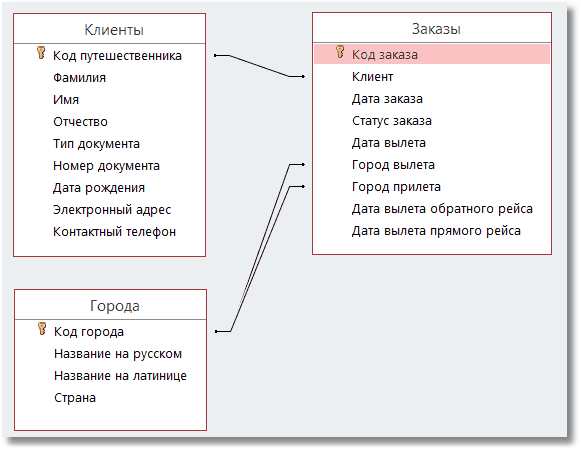 Клиенты
Код путешественника
Фамилия
Имя
Отчество
Тип документа
Номер документа
Дата рождения
Электронный адрес
Контактный телефон
Заказы
Код заказа
Клиент
Дата заказа
Статус заказа
Дата вылета
Город вылета
Город прилета
Дата вылета обратного рейса
Дата вылета прямого рейса
Города
Код города
Название на русском
Название на латинице
Страна